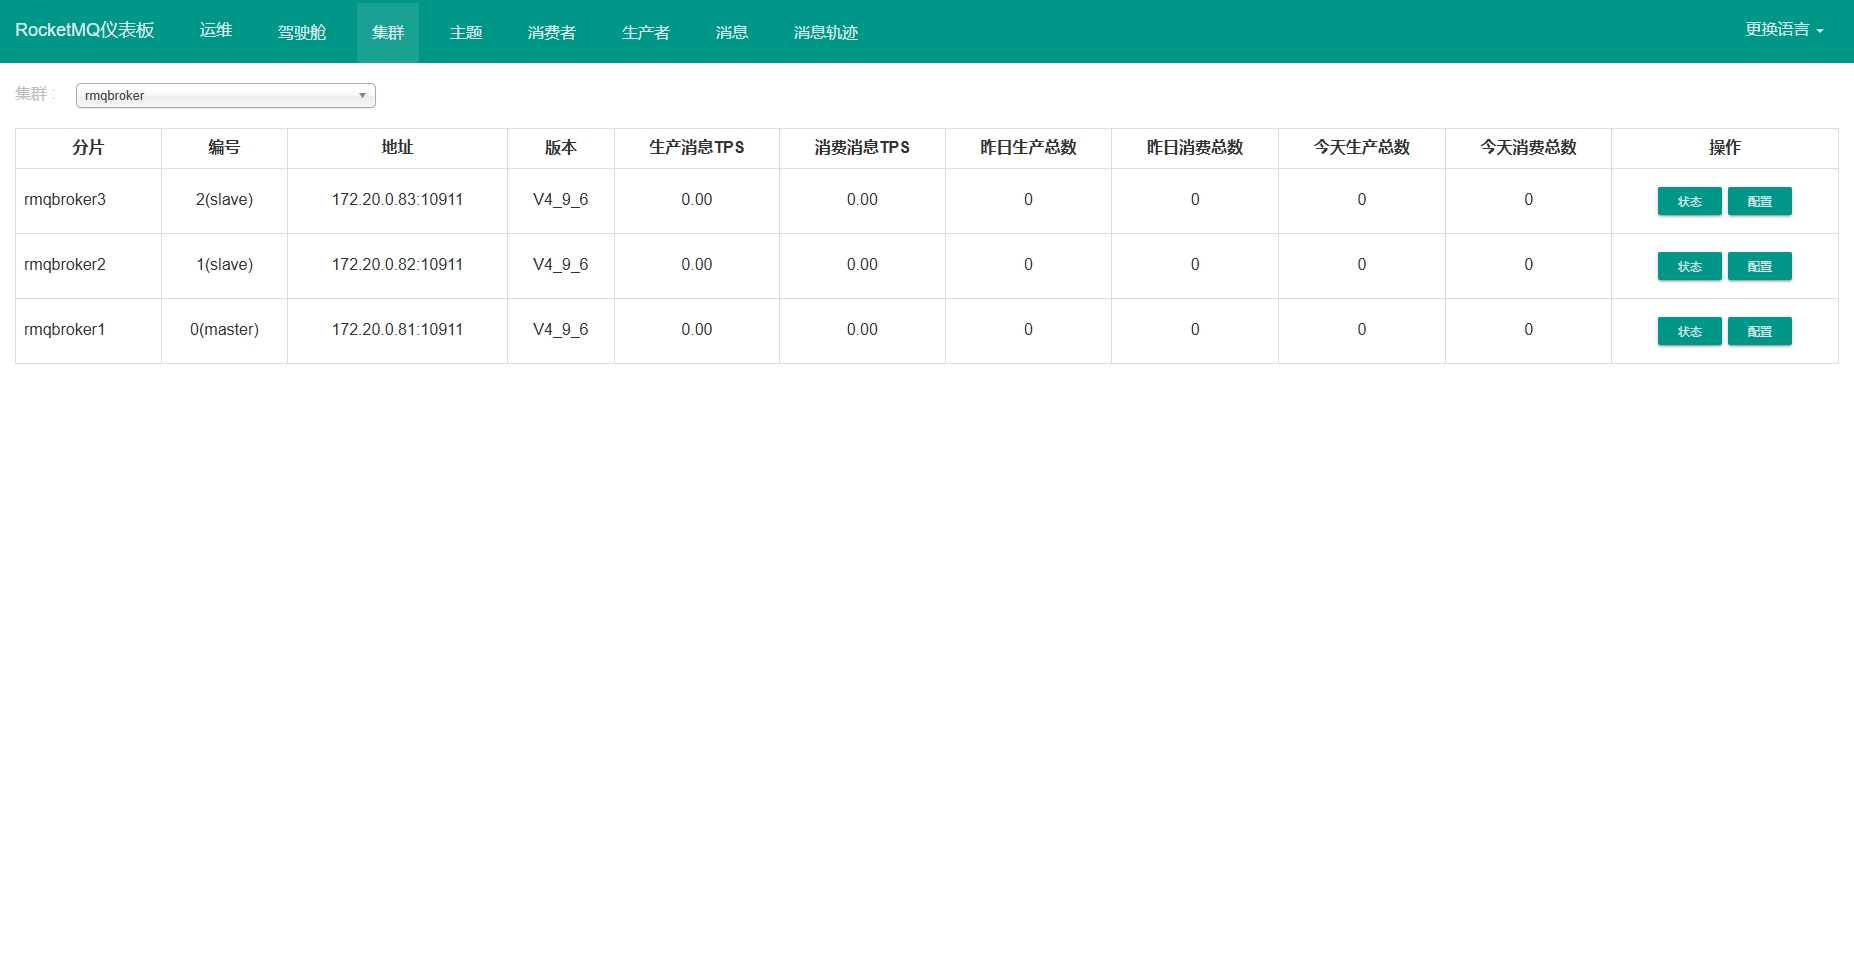 RocketMQ仪表板 运维 驾驶舱 集群 主题 消费者 生产者 消息 消息轨迹 更换语言
集群 : rmqbroker
分片 编号 地址 版本 生产消息TPS 消费消息TPS 昨日生产总数 昨日消费总数 今天生产总数 今天消费总数 操作
rmqbroker3 2(slave) 172.20.0.83:10911 V4_9_6 0.00 0.00 0 0 0 0 状态 配置
rmqbroker2 1(slave) 172.20.0.82:10911 V4_9_6 0.00 0.00 0 0 0 0 状态 配置
rmqbroker1 0(master) 172.20.0.81:10911 V4_9_6 0.00 0.00 0 0 0 0 状态 配置